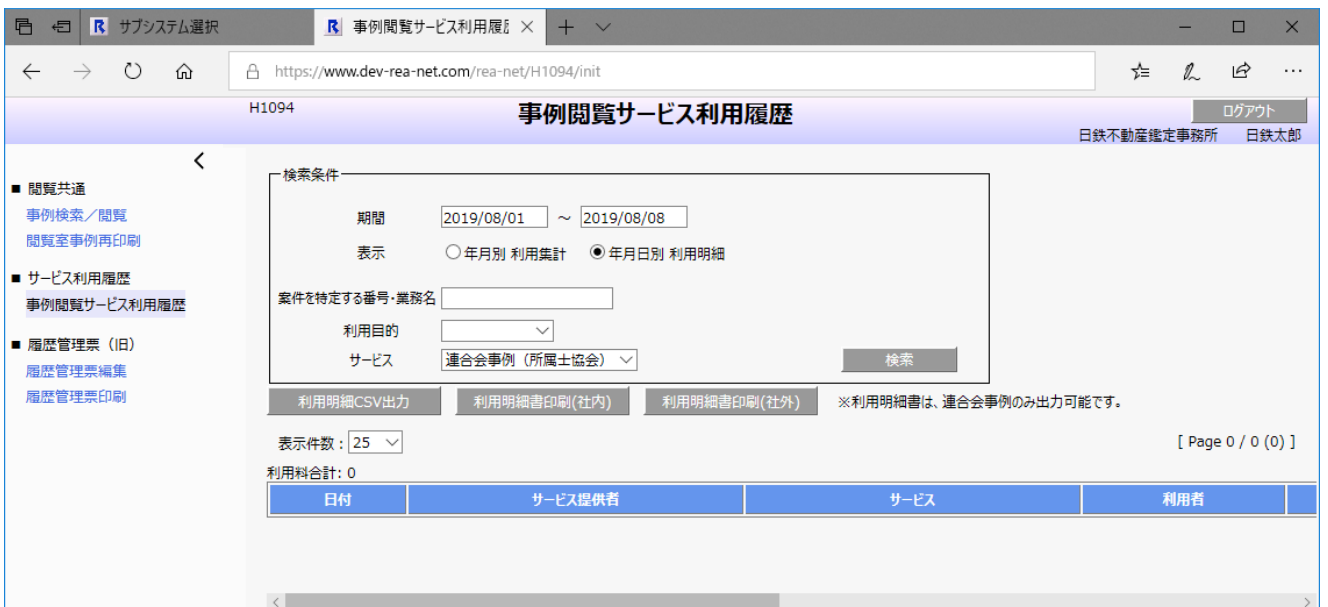 サブシステム選択
事例閲覧サービス利用履歴
https://www.dev-rea-net.com/rea-net/H1094/init
H1094
事例閲覧サービス利用履歴
ログアウト
日鉄不動産鑑定事務所 日鉄太郎
■ 閲覧共通
事例検索／閲覧
閲覧室事例再印刷
■ サービス利用履歴
事例閲覧サービス利用履歴
■ 履歴管理票（旧）
履歴管理票編集
履歴管理票印刷
検索条件
期間 2019/08/01 ～ 2019/08/08
表示 年月別 利用集計 年月日別 利用明細
案件を特定する番号・業務名
利用目的
サービス 連合会事例（所属士協会） 検索
利用明細CSV出力 利用明細書印刷(社内) 利用明細書印刷(社外) ※利用明細書は、連合会事例のみ出力可能です。
表示件数：25 [ Page 0 / 0 (0) ]
利用料合計: 0
日付 サービス提供者 サービス 利用者